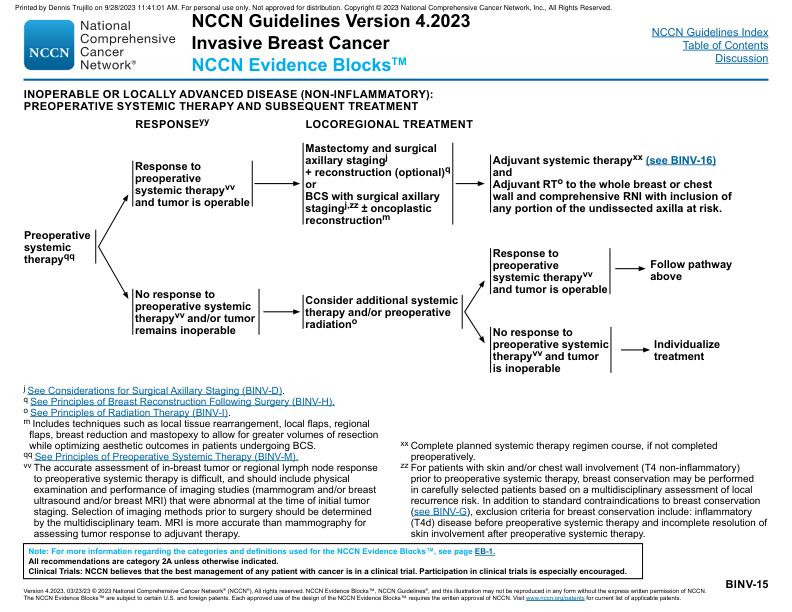 Printed by Dennis Trujillo on 9/28/2023 11:41:01 AM. For personal use only. Not approved for distribution. Copyright © 2023 National Comprehensive Cancer Network, Inc., All Rights Reserved.
NCCN
National
Comprehensive
Cancer
Network®
NCCN Guidelines Version 4.2023
Invasive Breast Cancer
NCCN Evidence Blocks™
NCCN Guidelines Index
Table of Contents
Discussion
INOPERABLE OR LOCALLY ADVANCED DISEASE (NON-INFLAMMATORY):
PREOPERATIVE SYSTEMIC THERAPY AND SUBSEQUENT TREATMENT
RESPONSEyy
LOCOREGIONAL TREATMENT
Preoperative
systemic
therapyqq
Response to
preoperative
systemic therapyvv
and tumor is operable
Mastectomy and surgical
axillary stagingj
+ reconstruction (optional)q
or
BCS with surgical axillary
stagingj,zz ± oncoplastic
reconstructionm
Adjuvant systemic therapyxx (see BINV-16)
and
Adjuvant RTo to the whole breast or chest
wall and comprehensive RNI with inclusion of
any portion of the undissected axilla at risk.
No response to
preoperative systemic
therapyvv and/or tumor
remains inoperable
Consider additional systemic
therapy and/or preoperative
radiationo
Response to
preoperative
systemic therapyvv
and tumor is operable
Follow pathway
above
No response to
preoperative systemic
therapyvv and tumor
is inoperable
Individualize
treatment
j See Considerations for Surgical Axillary Staging (BINV-D).
q See Principles of Breast Reconstruction Following Surgery (BINV-H).
o See Principles of Radiation Therapy (BINV-I).
m Includes techniques such as local tissue rearrangement, local flaps, regional
flaps, breast reduction and mastopexy to allow for greater volumes of resection
while optimizing aesthetic outcomes in patients undergoing BCS.
qq See Principles of Preoperative Systemic Therapy (BINV-M).
vv The accurate assessment of in-breast tumor or regional lymph node response
to preoperative systemic therapy is difficult, and should include physical
examination and performance of imaging studies (mammogram and/or breast
ultrasound and/or breast MRI) that were abnormal at the time of initial tumor
staging. Selection of imaging methods prior to surgery should be determined
by the multidisciplinary team. MRI is more accurate than mammography for
assessing tumor response to adjuvant therapy.
xx Complete planned systemic therapy regimen course, if not completed
preoperatively.
zz For patients with skin and/or chest wall involvement (T4 non-inflammatory)
prior to preoperative systemic therapy, breast conservation may be performed
in carefully selected patients based on a multidisciplinary assessment of local
recurrence risk. In addition to standard contraindications to breast conservation
(see BINV-G), exclusion criteria for breast conservation include: inflammatory
(T4d) disease before preoperative systemic therapy and incomplete resolution of
skin involvement after preoperative systemic therapy.
Note: For more information regarding the categories and definitions used for the NCCN Evidence Blocks™, see page EB-1.
All recommendations are category 2A unless otherwise indicated.
Clinical Trials: NCCN believes that the best management of any patient with cancer is in a clinical trial. Participation in clinical trials is especially encouraged.
BINV-15
Version 4.2023, 03/23/23 © 2023 National Comprehensive Cancer Network® (NCCN®), All rights reserved. NCCN Evidence Blocks™, NCCN Guidelines®, and this illustration may not be reproduced in any form without the express written permission of NCCN.
The NCCN Evidence Blocks™ are subject to certain U.S. and foreign patents. Each approved use of the design of the NCCN Evidence Blocks™ requires the written approval of NCCN. Visit www.nccn.org/patents for current list of applicable patents.